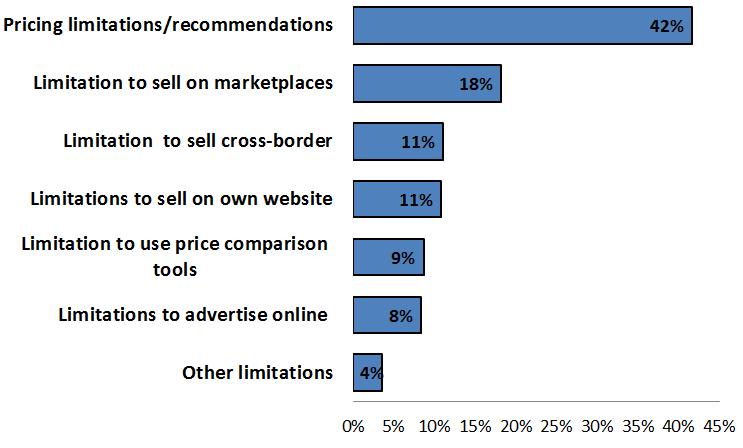 Pricing limitations/recommendations
42%
Limitation to sell on marketplaces
18%
Limitation to sell cross-border
11%
Limitations to sell on own website
11%
Limitation to use price comparison
tools
9%
Limitations to advertise online
8%
Other limitations
4%
0% 5% 10% 15% 20% 25% 30% 35% 40% 45%